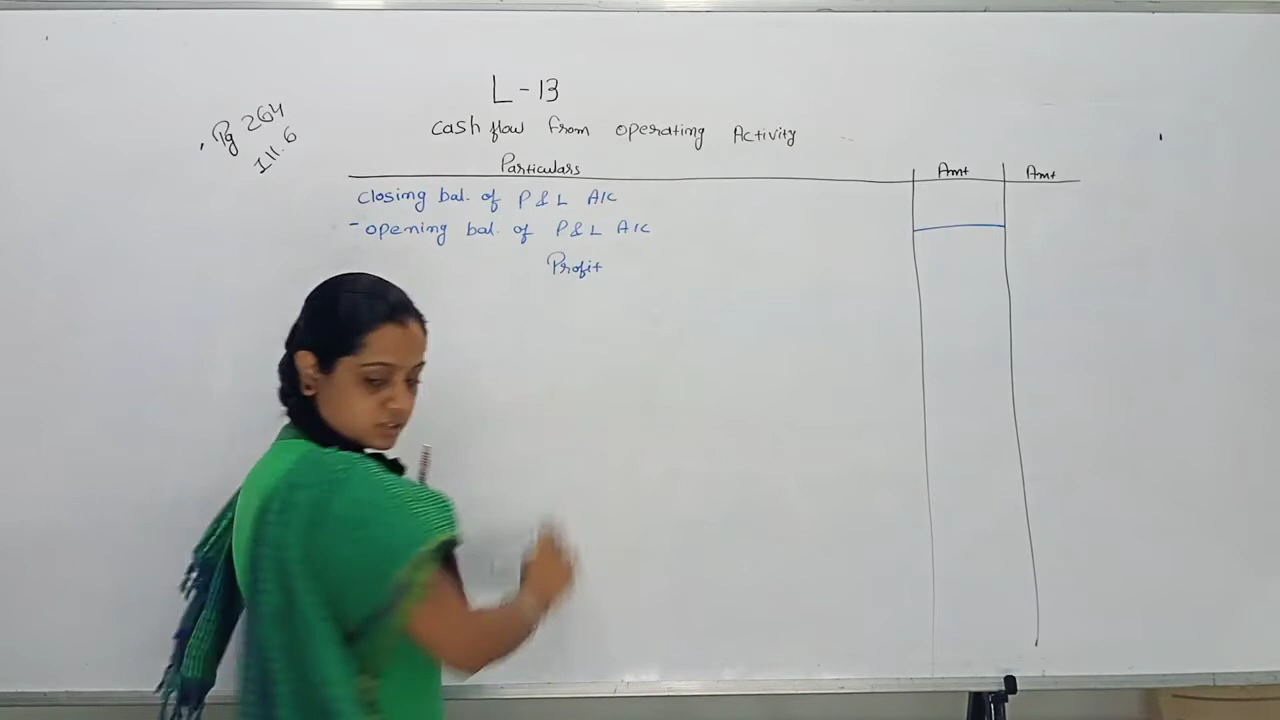 L-13
Pg 264
Ill.6
Cash flow from operating Activity
Particulars Amt Amt
Closing bal. of P & L A/c
- opening bal. of P & L A/c
Profit